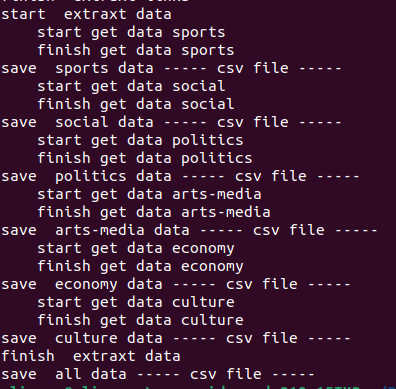 start  extraxt data
    start get data sports
    finish get data sports
save  sports data ----- csv file -----
    start get data social
    finish get data social
save  social data ----- csv file -----
    start get data politics
    finish get data politics
save  politics data ----- csv file -----
    start get data arts-media
    finish get data arts-media
save  arts-media data ----- csv file -----
    start get data economy
    finish get data economy
save  economy data ----- csv file -----
    start get data culture
    finish get data culture
save  culture data ----- csv file -----
finish  extraxt data
save  all data ----- csv file -----